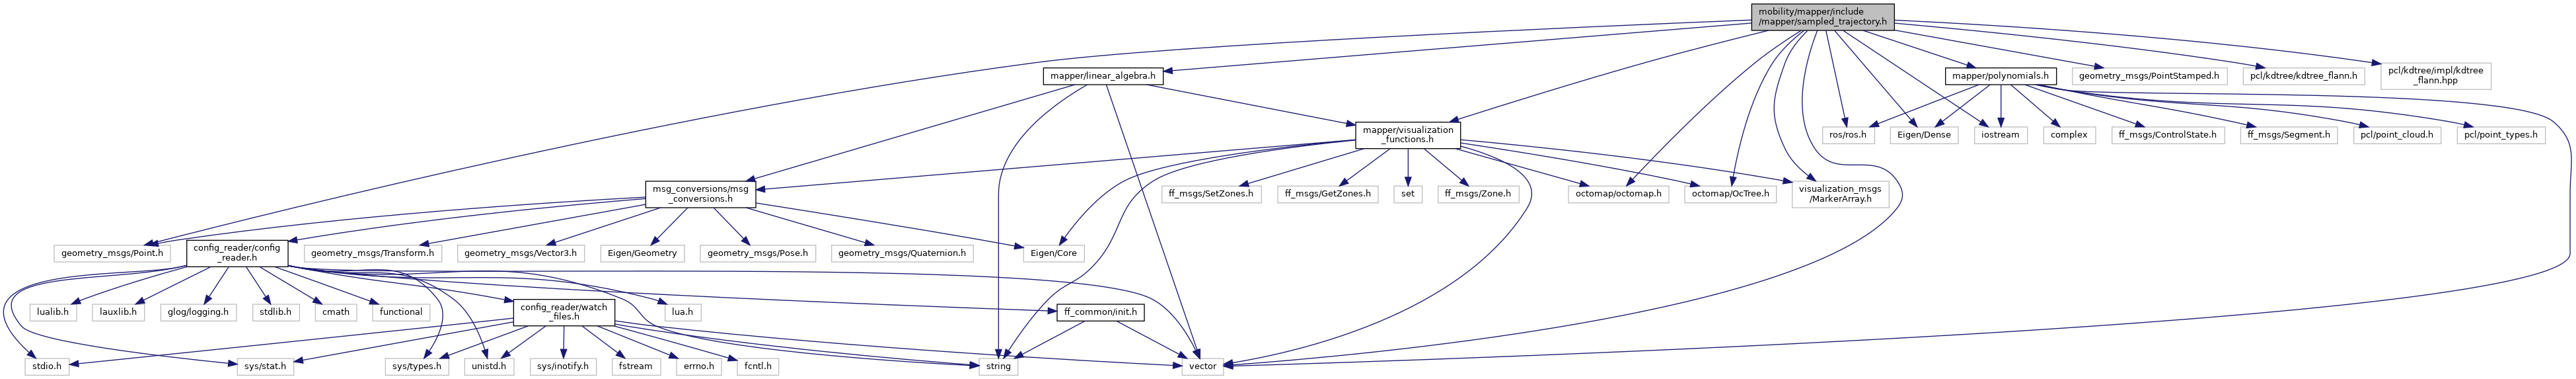 mobility/mapper/include
/mapper/sampled_trajectory.h
mapper/linear_algebra.h
mapper/polynomials.h
geometry_msgs/PointStamped.h
pcl/kdtree/kdtree_flann.h
pcl/kdtree/impl/kdtree
_flann.hpp
mapper/visualization
_functions.h
ros/ros.h
Eigen/Dense
iostream
complex
ff_msgs/ControlState.h
ff_msgs/Segment.h
pcl/point_cloud.h
pcl/point_types.h
msg_conversions/msg
_conversions.h
ff_msgs/SetZones.h
ff_msgs/GetZones.h
set
ff_msgs/Zone.h
octomap/octomap.h
octomap/OcTree.h
visualization_msgs
/MarkerArray.h
geometry_msgs/Point.h
config_reader/config
_reader.h
geometry_msgs/Transform.h
geometry_msgs/Vector3.h
Eigen/Geometry
geometry_msgs/Pose.h
geometry_msgs/Quaternion.h
Eigen/Core
lualib.h
lauxlib.h
glog/logging.h
stdlib.h
cmath
functional
config_reader/watch
_files.h
lua.h
ff_common/init.h
stdio.h
sys/stat.h
sys/types.h
unistd.h
sys/inotify.h
fstream
errno.h
fcntl.h
string
vector